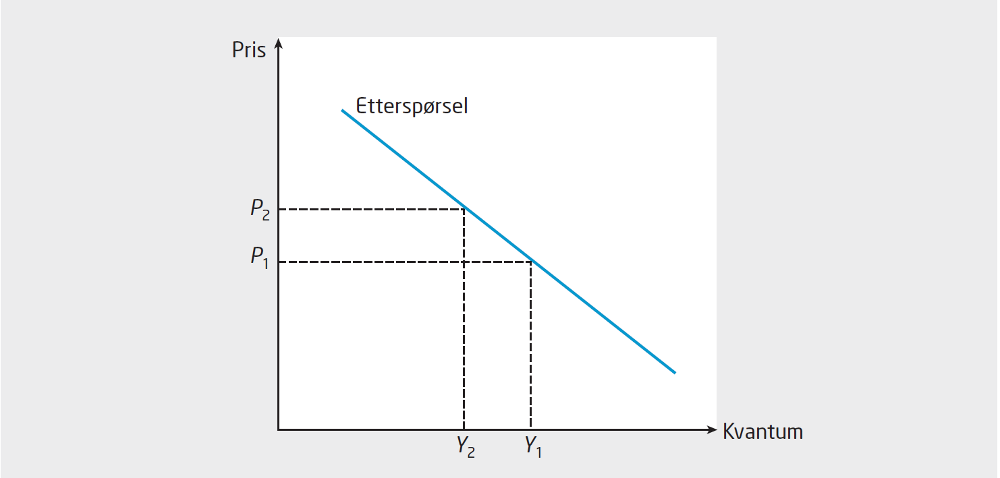 Pris
Etterspørsel
P2
P1
Y2 Y1
Kvantum